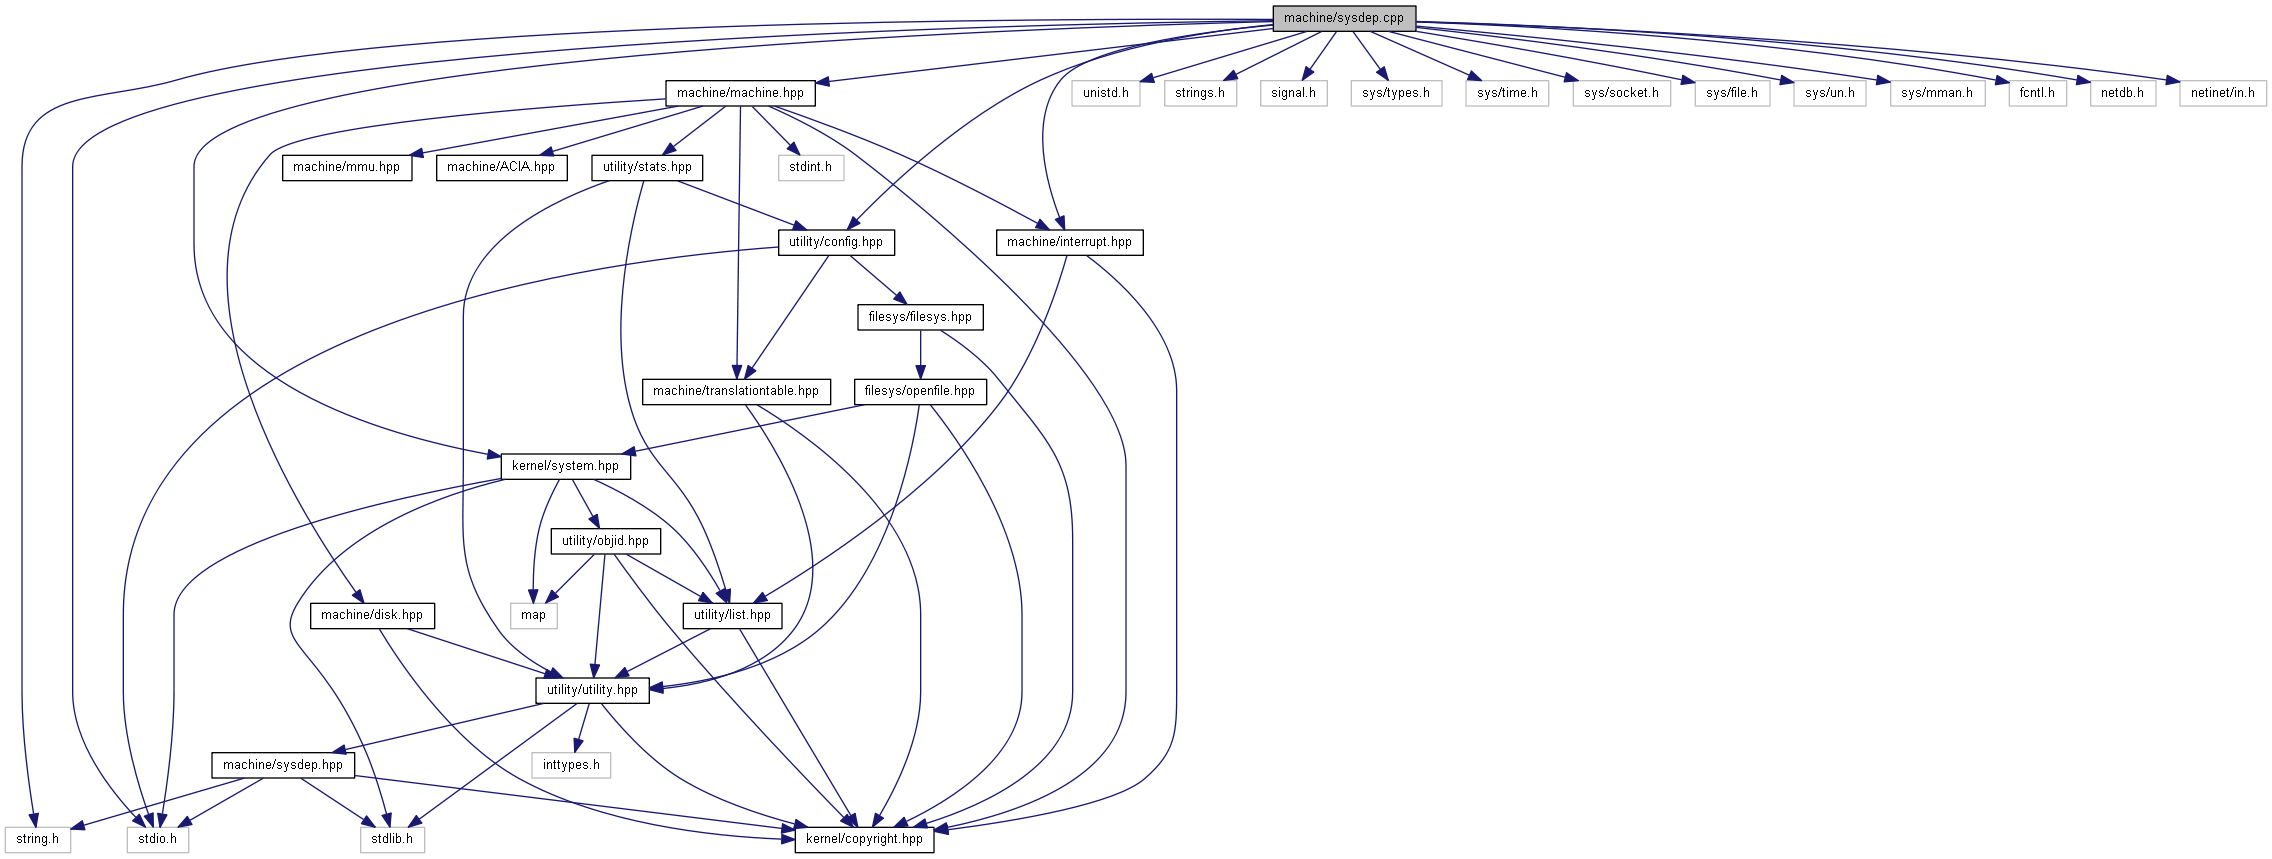 machine/sysdep.cpp
machine/machine.hpp
unistd.h
strings.h
signal.h
sys/types.h
sys/time.h
sys/socket.h
sys/file.h
sys/un.h
sys/mman.h
fcntl.h
netdb.h
netinet/in.h
machine/mmu.hpp
machine/ACIA.hpp
utility/stats.hpp
stdint.h
utility/config.hpp
machine/interrupt.hpp
filesys/filesys.hpp
machine/translationtable.hpp
filesys/openfile.hpp
kernel/system.hpp
utility/objid.hpp
machine/disk.hpp
map
utility/list.hpp
utility/utility.hpp
machine/sysdep.hpp
inttypes.h
string.h
stdio.h
stdlib.h
kernel/copyright.hpp